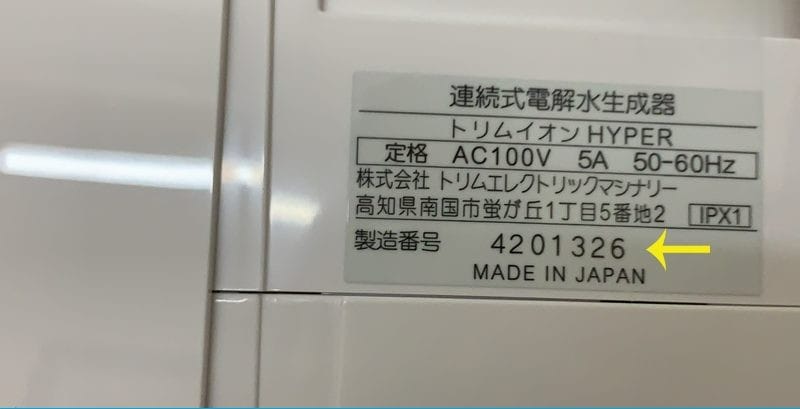 連続式電解水生成器
トリムイオン HYPER
定格 AC100V 5A 50-60Hz
株式会社 トリムエレクトリックマシナリー
高知県南国市蛍が丘1丁目5番地2 IPX1
製造番号 4201326
MADE IN JAPAN